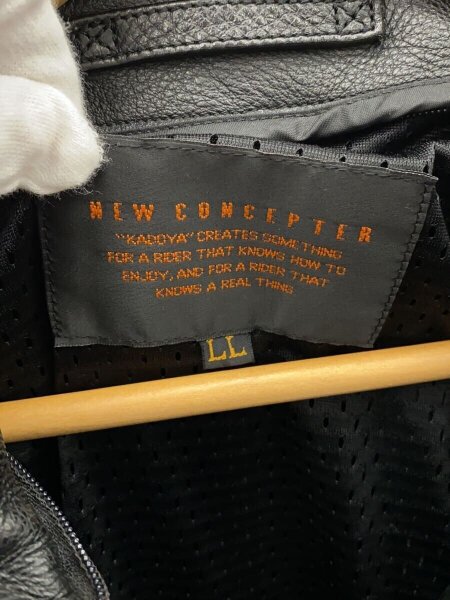 NEW CONCEPTER
"KADOYA" CREATES SOMETHING
FOR A RIDER THAT KNOWS HOW TO
ENJOY, AND FOR A RIDER THAT
KNOWS A REAL THING
LL